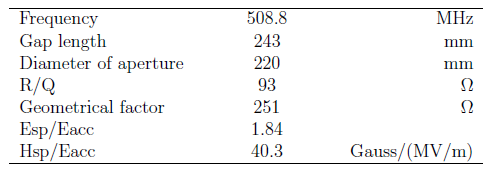 Frequency 508.8 MHz
Gap length 243 mm
Diameter of aperture 220 mm
R/Q 93 Ω
Geometrical factor 251 Ω
Esp/Eacc 1.84
Hsp/Eacc 40.3 Gauss/(MV/m)